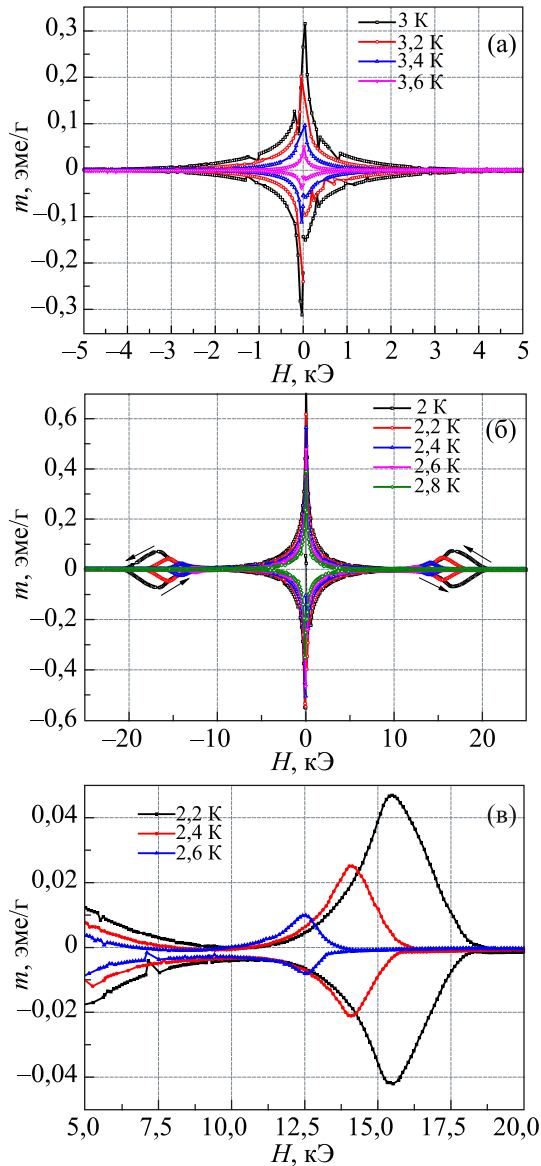 0,3
0,2
0,1
0
–0,1
–0,2
–0,3
m, эме/г
3 К
3,2 К
3,4 К
3,6 К
(а)
–5 –4 –3 –2 –1 0 1 2 3 4 5
H, кЭ
0,6
0,4
0,2
0
–0,2
–0,4
–0,6
m, эме/г
2 К
2,2 К
2,4 К
2,6 К
2,8 К
(б)
–20 –10 0 10 20
H, кЭ
0,04
0,02
0
–0,02
–0,04
m, эме/г
2,2 К
2,4 К
2,6 К
(в)
5,0 7,5 10,0 12,5 15,0 17,5 20,0
H, кЭ